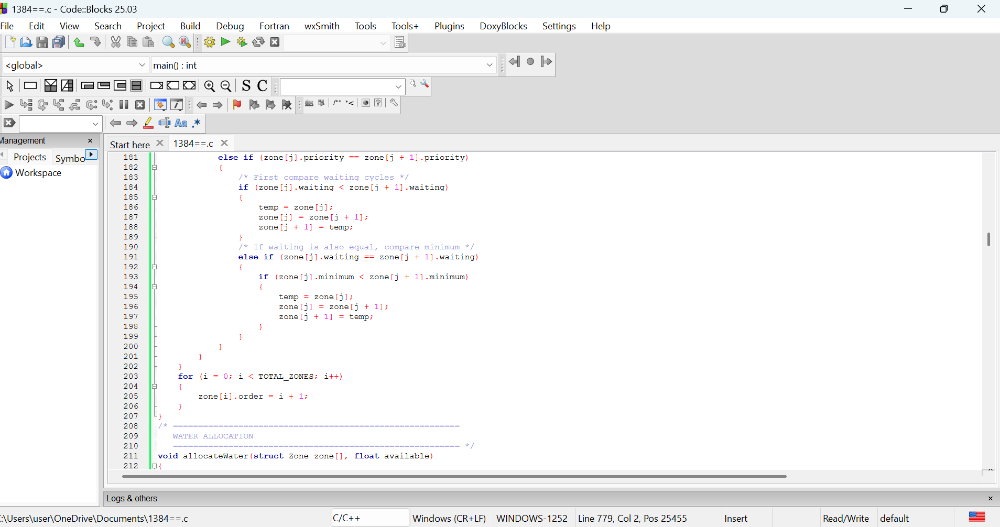 1384==.c - Code::Blocks 25.03
File Edit View Search Project Build Debug Fortran wxSmith Tools Tools+ Plugins DoxyBlocks Settings Help
<global> main() : int
S C
/** *<
Aa .*
Management
Start here 1384==.c
Projects Symbo
Workspace
181 else if (zone[j].priority == zone[j + 1].priority)
182 {
183 /* First compare waiting cycles */
184 if (zone[j].waiting < zone[j + 1].waiting)
185 {
186 temp = zone[j];
187 zone[j] = zone[j + 1];
188 zone[j + 1] = temp;
189 }
190 /* If waiting is also equal, compare minimum */
191 else if (zone[j].waiting == zone[j + 1].waiting)
192 {
193 if (zone[j].minimum < zone[j + 1].minimum)
194 {
195 temp = zone[j];
196 zone[j] = zone[j + 1];
197 zone[j + 1] = temp;
198 }
199 }
200 }
201 }
202 }
203 for (i = 0; i < TOTAL_ZONES; i++)
204 {
205 zone[i].order = i + 1;
206 }
207 }
208 /* =========================================================
209 WATER ALLOCATION
210 ========================================================= */
211 void allocateWater(struct Zone zone[], float available)
212 {
Logs & others
:\Users\user\OneDrive\Documents\1384==.c C/C++ Windows (CR+LF) WINDOWS-1252 Line 779, Col 2, Pos 25455 Insert Read/Write default